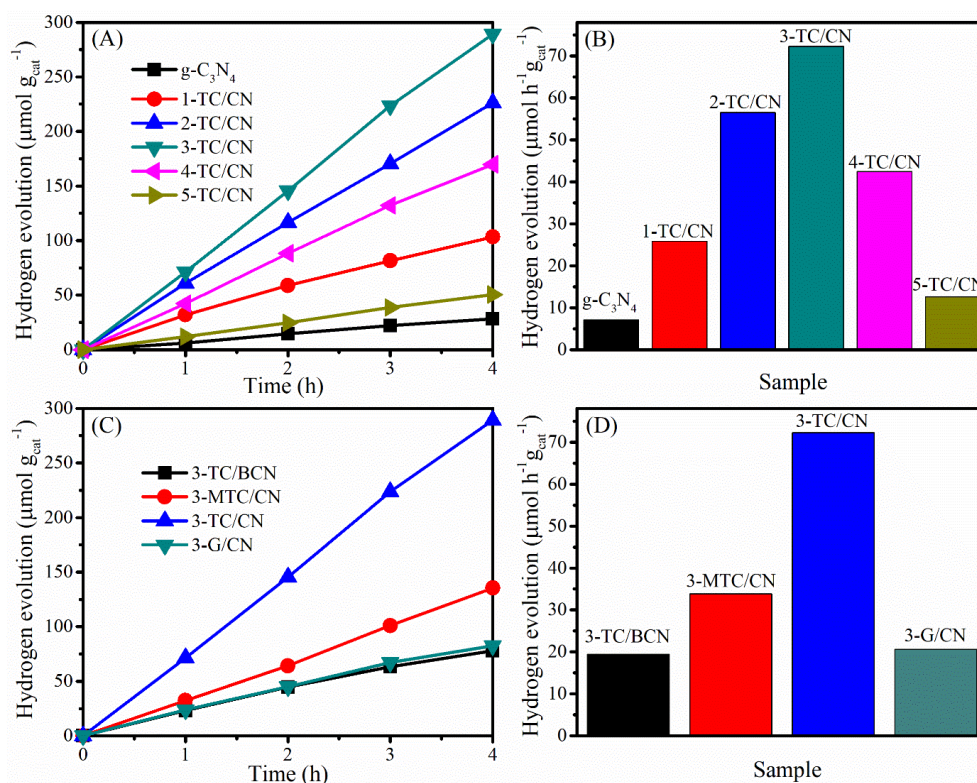 (A)
Hydrogen evolution (μmol g_cat⁻¹)
300
250
200
150
100
50
0
g-C₃N₄
1-TC/CN
2-TC/CN
3-TC/CN
4-TC/CN
5-TC/CN
0 1 2 3 4
Time (h)
(B)
Hydrogen evolution (μmol h⁻¹g_cat⁻¹)
70
60
50
40
30
20
10
0
g-C₃N₄
1-TC/CN
2-TC/CN
3-TC/CN
4-TC/CN
5-TC/CN
Sample
(C)
Hydrogen evolution (μmol g_cat⁻¹)
300
250
200
150
100
50
0
3-TC/BCN
3-MTC/CN
3-TC/CN
3-G/CN
0 1 2 3 4
Time (h)
(D)
Hydrogen evolution (μmol h⁻¹g_cat⁻¹)
70
60
50
40
30
20
10
0
3-TC/BCN
3-MTC/CN
3-TC/CN
3-G/CN
Sample